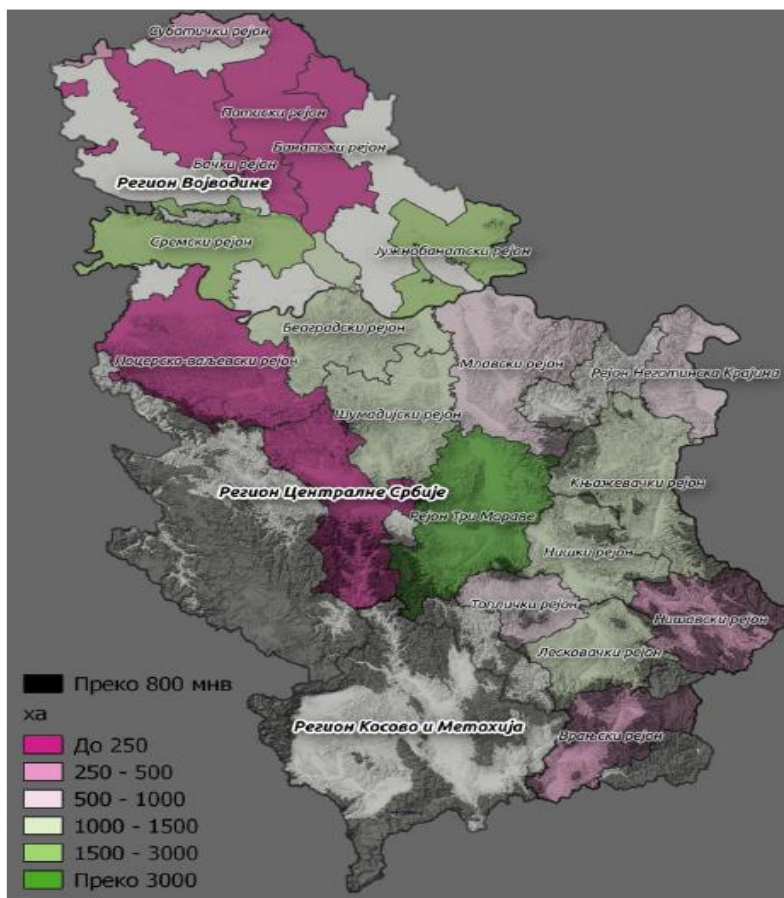 Суботички рејон
Потиски рејон
Банатски рејон
Бачки рејон
Регион Војводине
Сремски рејон
Јужнобанатски рејон
Београдски рејон
Поцерско-ваљевски рејон
Млавски рејон
Рејон Неготинска Крајина
Шумадијски рејон
Књажевачки рејон
Регион Централне Србије
Рејон Три Мораве
Нишки рејон
Топлички рејон
Нишавски рејон
Лесковачки рејон
Регион Косово и Метохија
Врањски рејон
Преко 800 мнв
ха
До 250
250 - 500
500 - 1000
1000 - 1500
1500 - 3000
Преко 3000